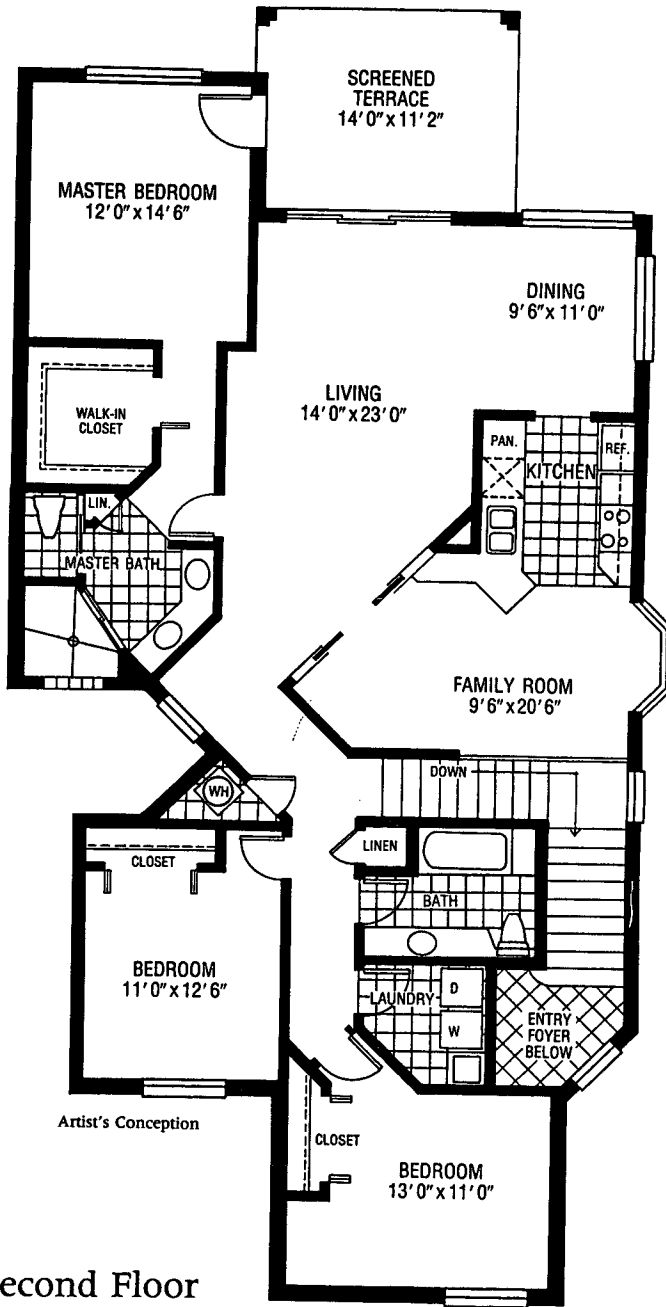 SCREENED
TERRACE
14'0"x11'2"
MASTER BEDROOM
12'0"x14'6"
DINING
9'6"x11'0"
LIVING
14'0"x23'0"
WALK-IN
CLOSET
PAN.
REF.
KITCHEN
LIN.
MASTER BATH
FAMILY ROOM
9'6"x20'6"
DOWN
WH
LINEN
CLOSET
BATH
BEDROOM
11'0"x12'6"
LAUNDRY
D
W
ENTRY
FOYER
BELOW
Artist's Conception
CLOSET
BEDROOM
13'0"x11'0"
econd Floor